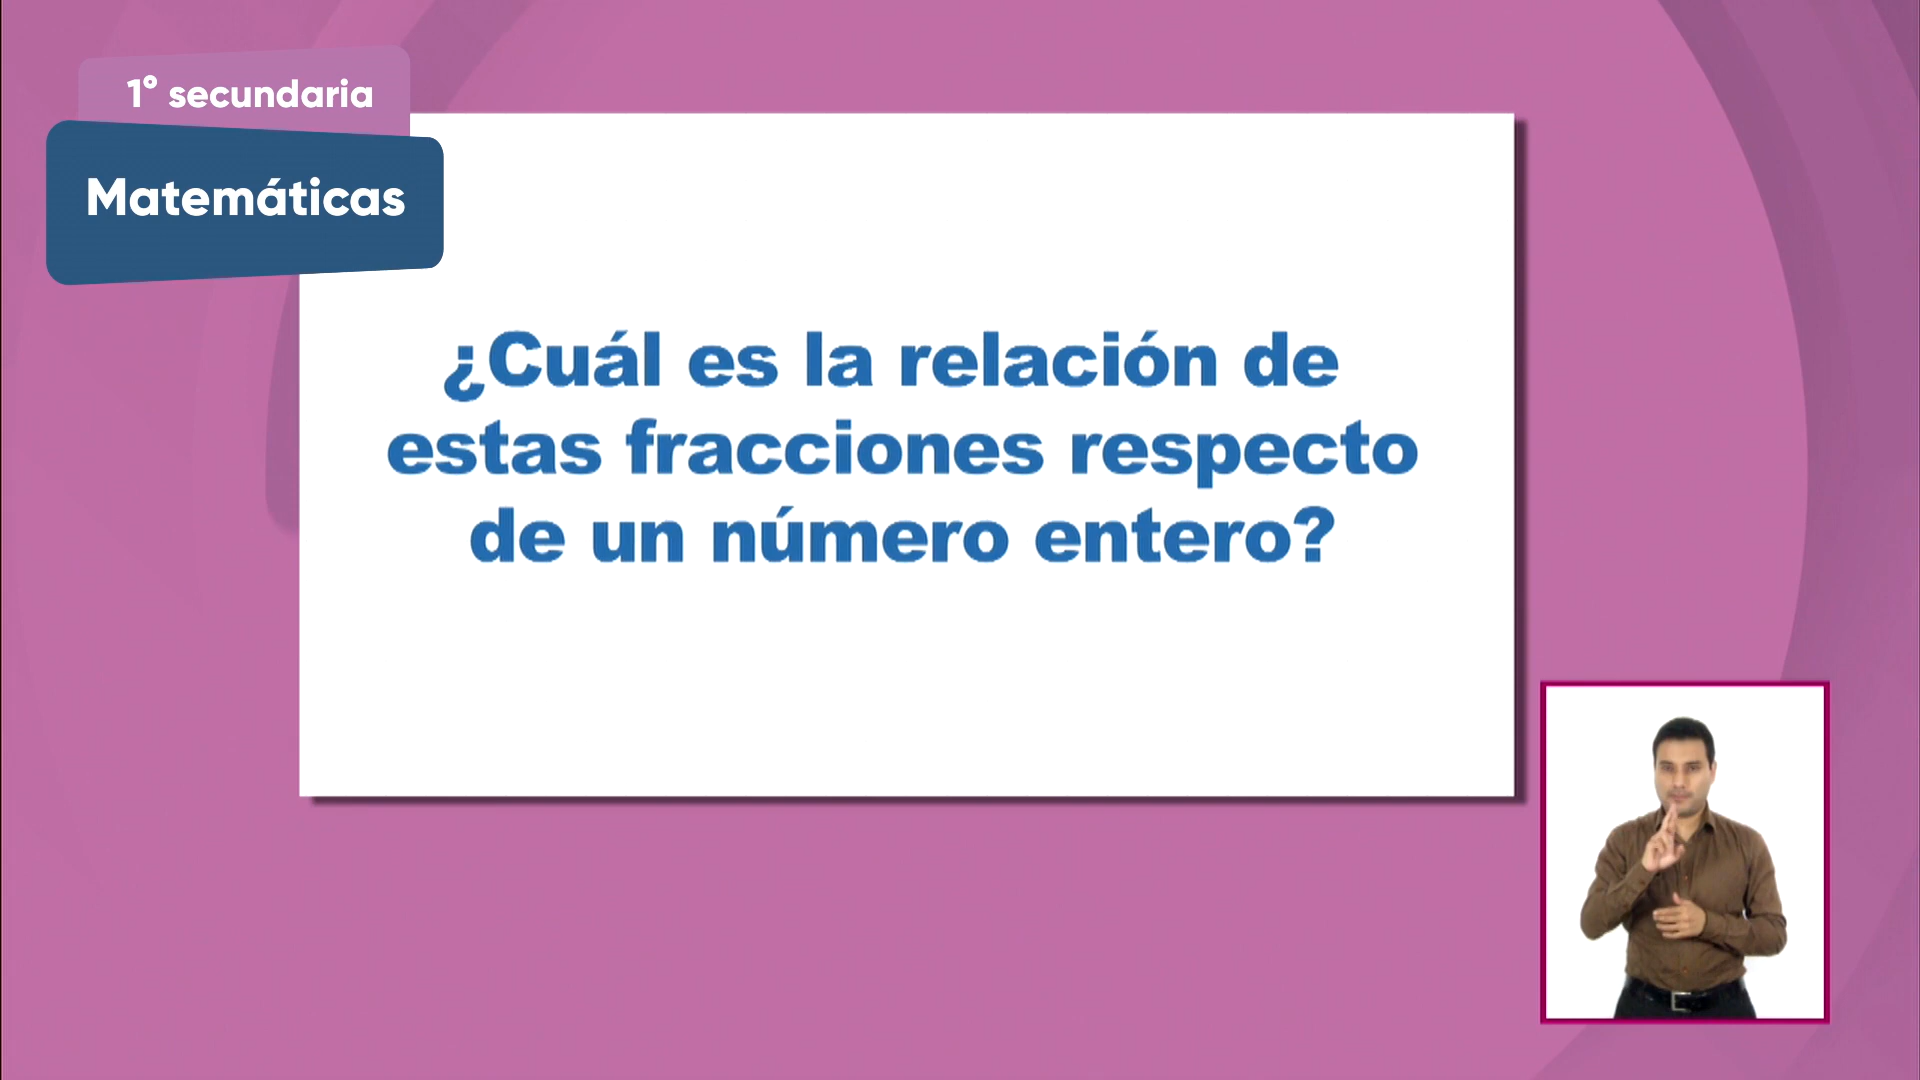 1° secundaria
Matemáticas
¿Cuál es la relación de
estas fracciones respecto
de un número entero?